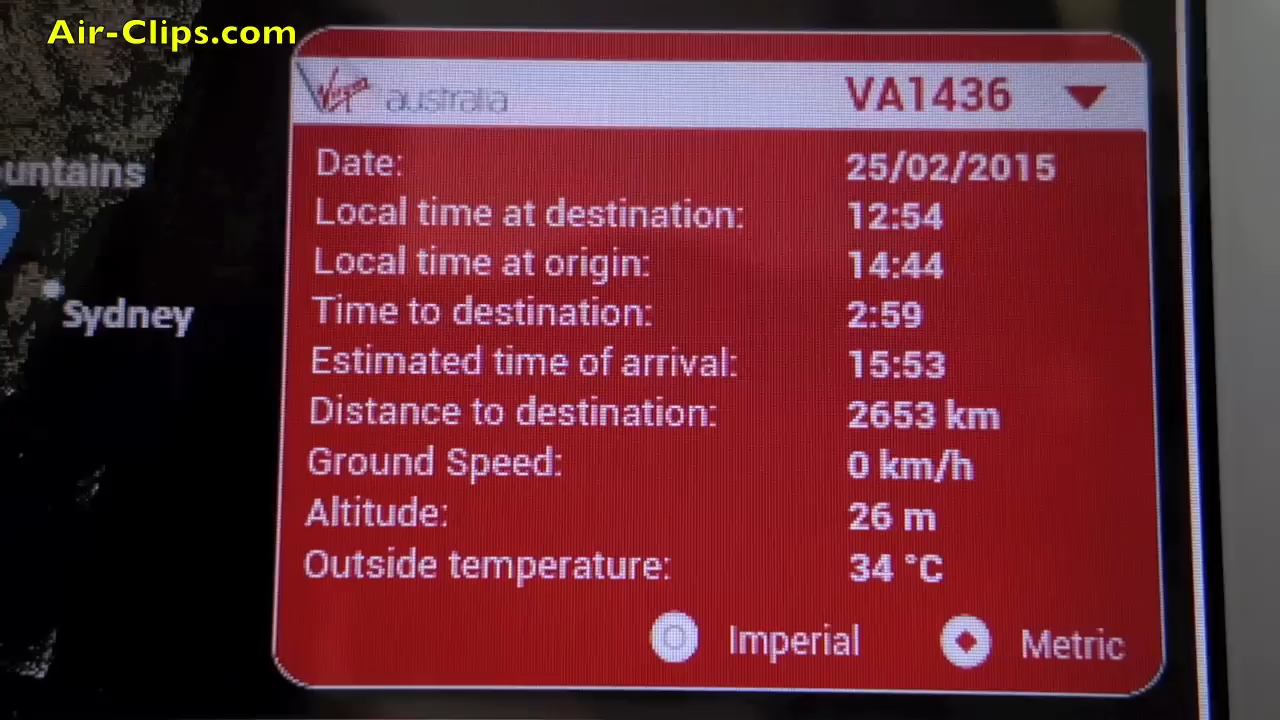 Air-Clips.com
Virgin australia VA1436
untains
Date: 25/02/2015
Local time at destination: 12:54
Local time at origin: 14:44
Sydney
Time to destination: 2:59
Estimated time of arrival: 15:53
Distance to destination: 2653 km
Ground Speed: 0 km/h
Altitude: 26 m
Outside temperature: 34 °C
Imperial Metric